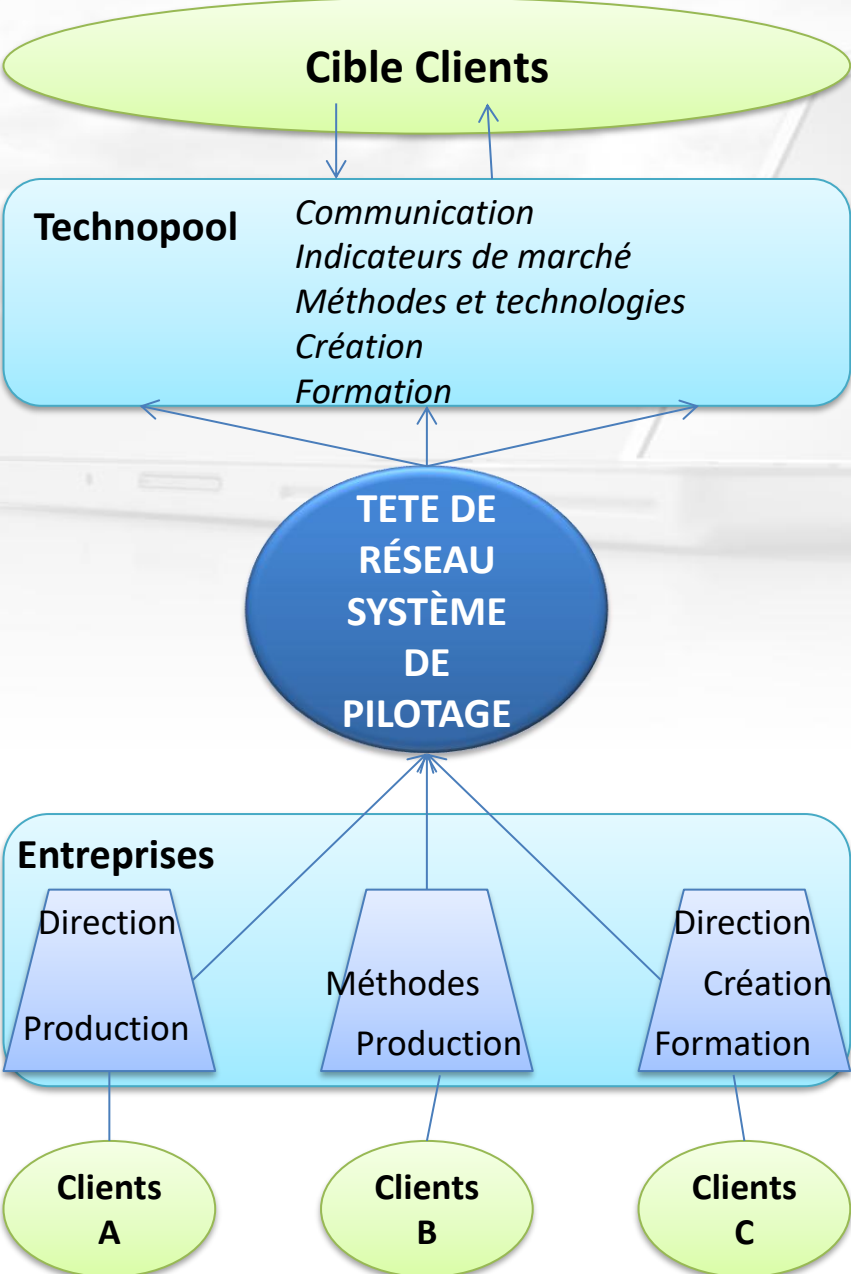 Cible Clients
Technopool
Communication
Indicateurs de marché
Méthodes et technologies
Création
Formation
TETE DE
RÉSEAU
SYSTÈME
DE
PILOTAGE
Entreprises
Direction
Production
Méthodes
Production
Direction
Création
Formation
Clients
A
Clients
B
Clients
C